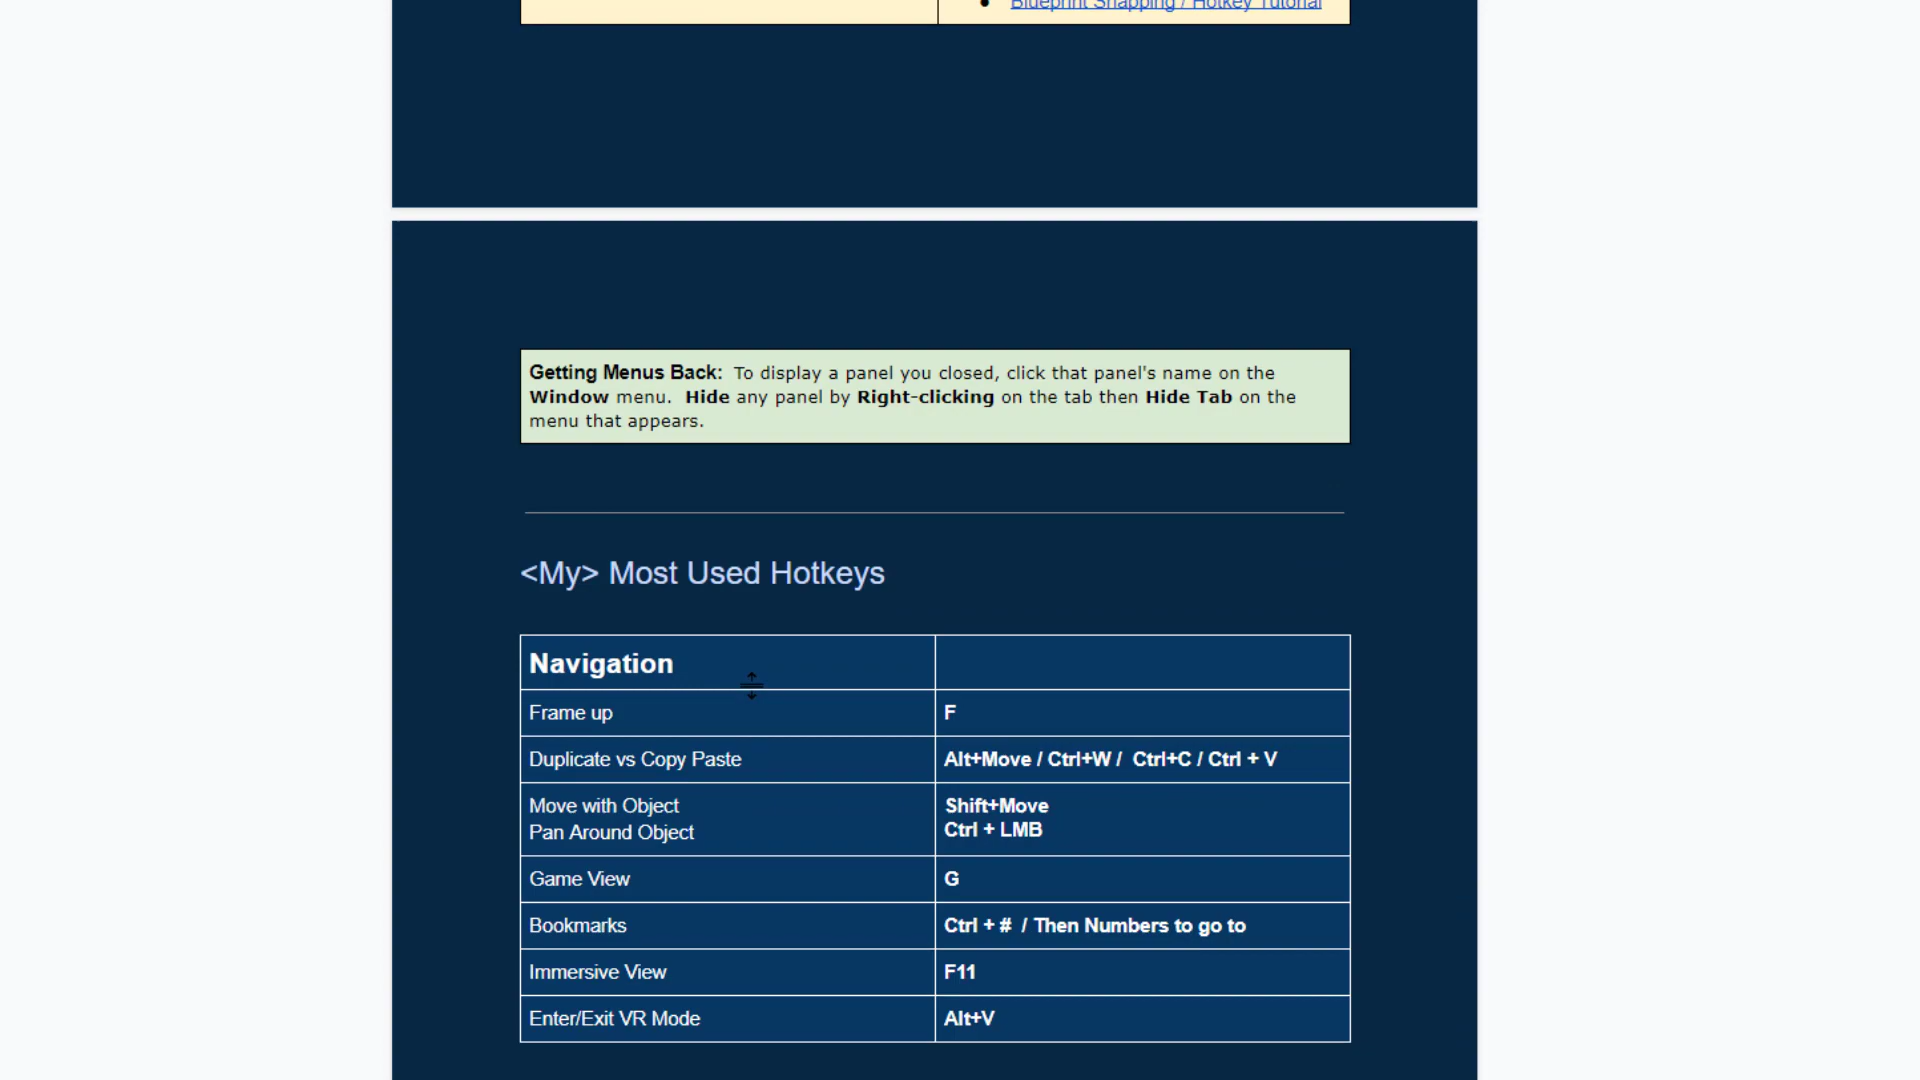 Blueprint Snapping / Hotkey Tutorial
Getting Menus Back: To display a panel you closed, click that panel's name on the
Window menu. Hide any panel by Right-clicking on the tab then Hide Tab on the
menu that appears.
<My> Most Used Hotkeys
Navigation
Frame up F
Duplicate vs Copy Paste Alt+Move / Ctrl+W / Ctrl+C / Ctrl + V
Move with Object Shift+Move
Pan Around Object Ctrl + LMB
Game View G
Bookmarks Ctrl + # / Then Numbers to go to
Immersive View F11
Enter/Exit VR Mode Alt+V